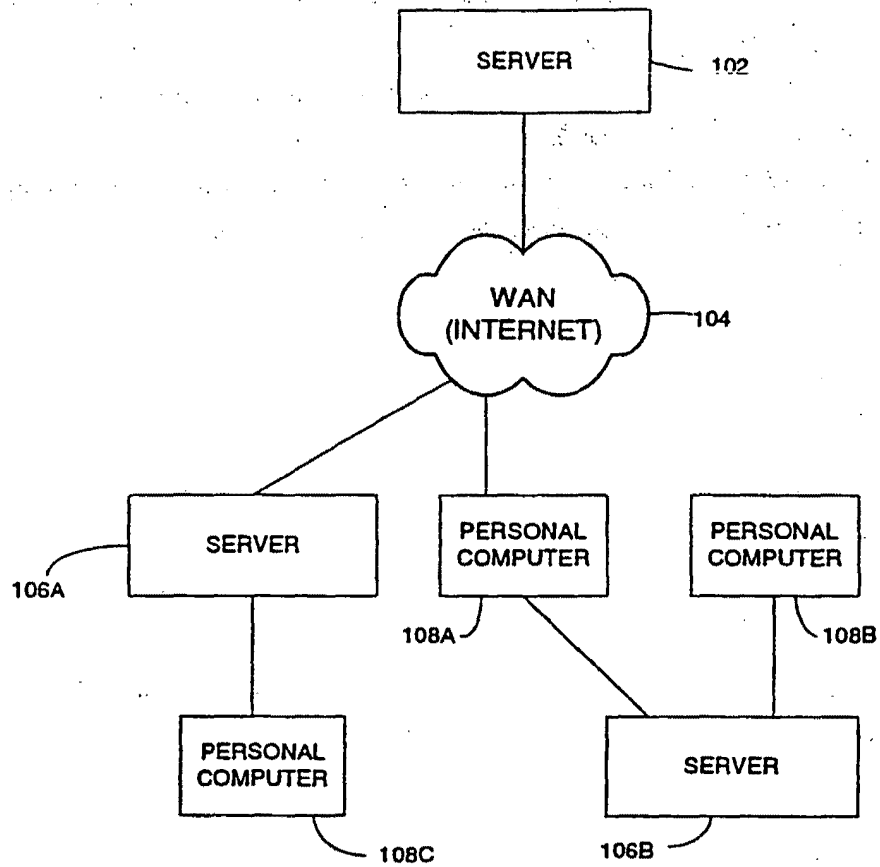 SERVER
102
WAN
(INTERNET)
104
SERVER
PERSONAL
COMPUTER
PERSONAL
COMPUTER
106A
108A
108B
PERSONAL
COMPUTER
SERVER
108C
106B